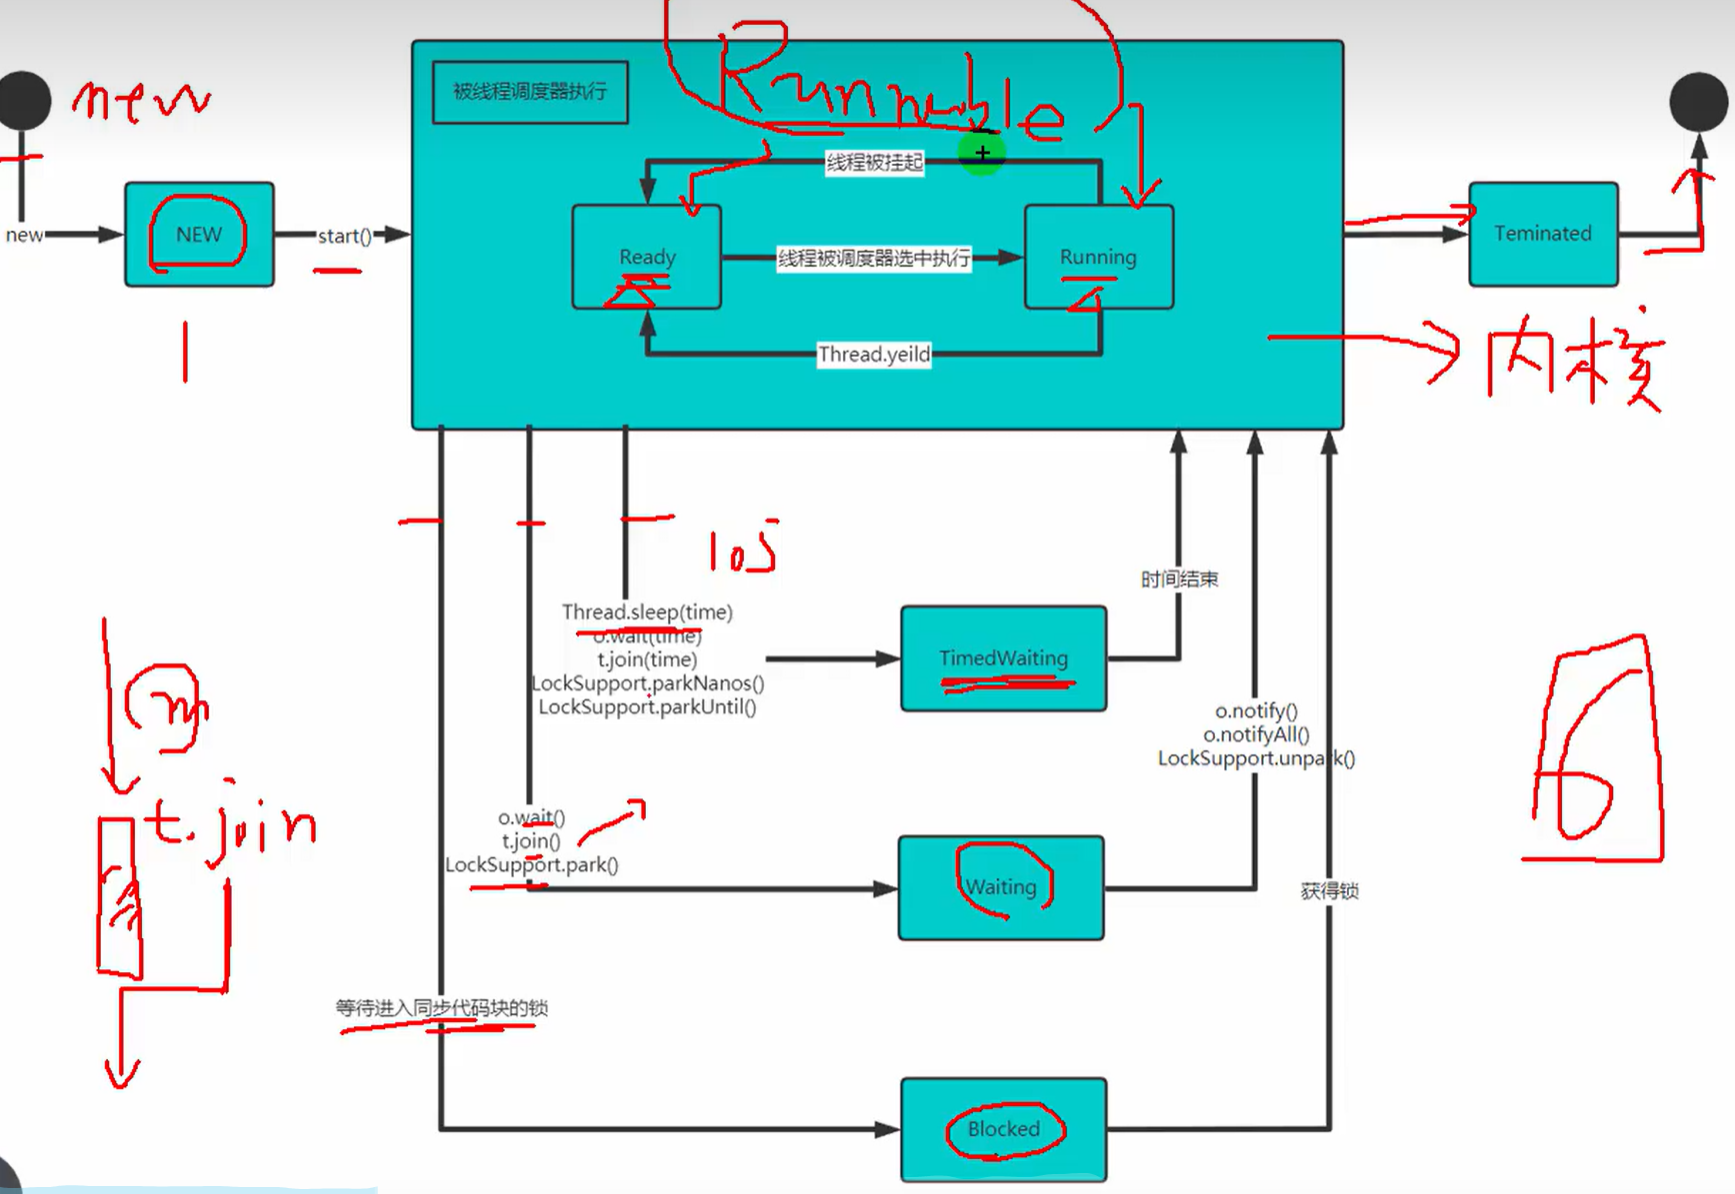 new
Runnable
被线程调度器执行
线程被挂起
new
NEW
start()
Ready
线程被调度器选中执行
Running
Teminated
Thread.yeild
内核
10s
时间结束
Thread.sleep(time)
o.wait(time)
t.join(time)
LockSupport.parkNanos()
LockSupport.parkUntil()
TimedWaiting
o.notify()
o.notifyAll()
LockSupport.unpark()
m
t.join
o.wait()
t.join()
LockSupport.park()
Waiting
获得锁
等待进入同步代码块的锁
Blocked